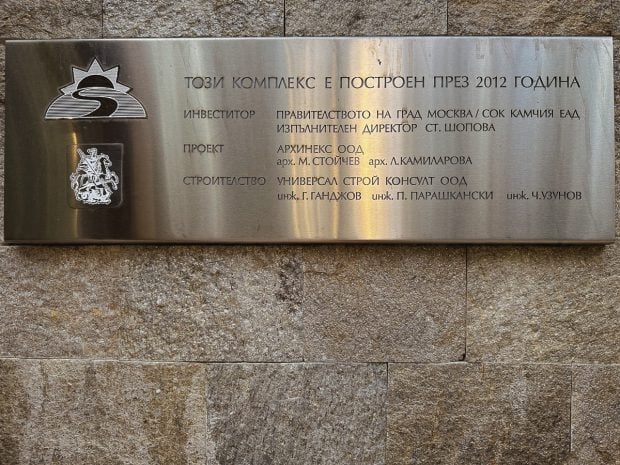 ТОЗИ КОМПЛЕКС Е ПОСТРОЕН ПРЕЗ 2012 ГОДИНА
ИНВЕСТИТОР ПРАВИТЕЛСТВОТО НА ГРАД МОСКВА / СОК КАМЧИЯ ЕАД
ИЗПЪЛНИТЕЛЕН ДИРЕКТОР СТ. ШОПОВА
ПРОЕКТ АРХИНЕКС ООД
арх. М. СТОЙЧЕВ арх. Л.КАМИЛАРОВА
СТРОИТЕЛСТВО УНИВЕРСАЛ СТРОЙ КОНСУЛТ ООД
инж. Г. ГАНДЖОВ инж. П. ПАРАШКАНСКИ инж. Ч.УЗУНОВ